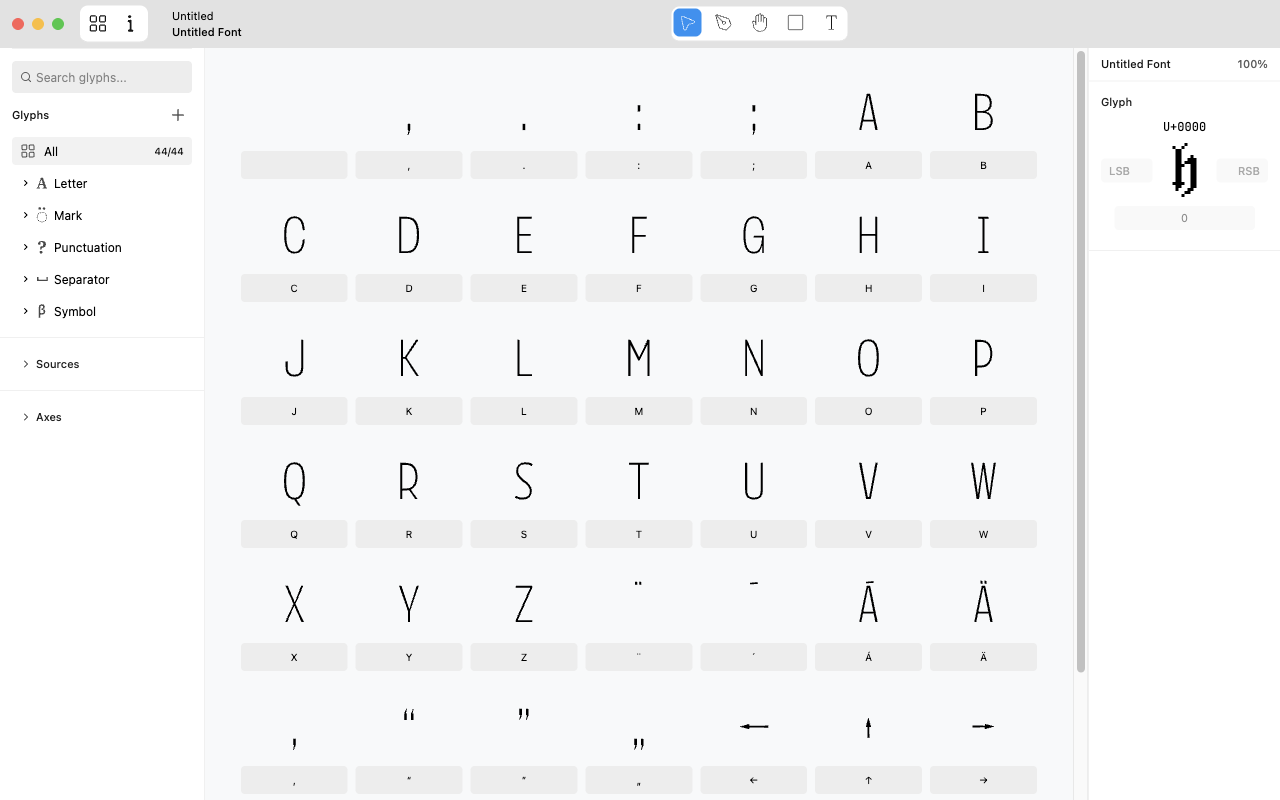 Untitled
Untitled Font
T
Search glyphs...
Glyphs
All 44/44
Letter
Mark
Punctuation
Separator
Symbol
Sources
Axes
, . : ; A B
, . : ; A B
C D E F G H I
C D E F G H I
J K L M N O P
J K L M N O P
Q R S T U V W
Q R S T U V W
X Y Z ¨ ´ Á Ä
X Y Z ¨ ´ Á Ä
‚ “ ” „ ← ↑ →
‚ “ ” „ ← ↑ →
Untitled Font 100%
Glyph
U+0000
LSB RSB
0